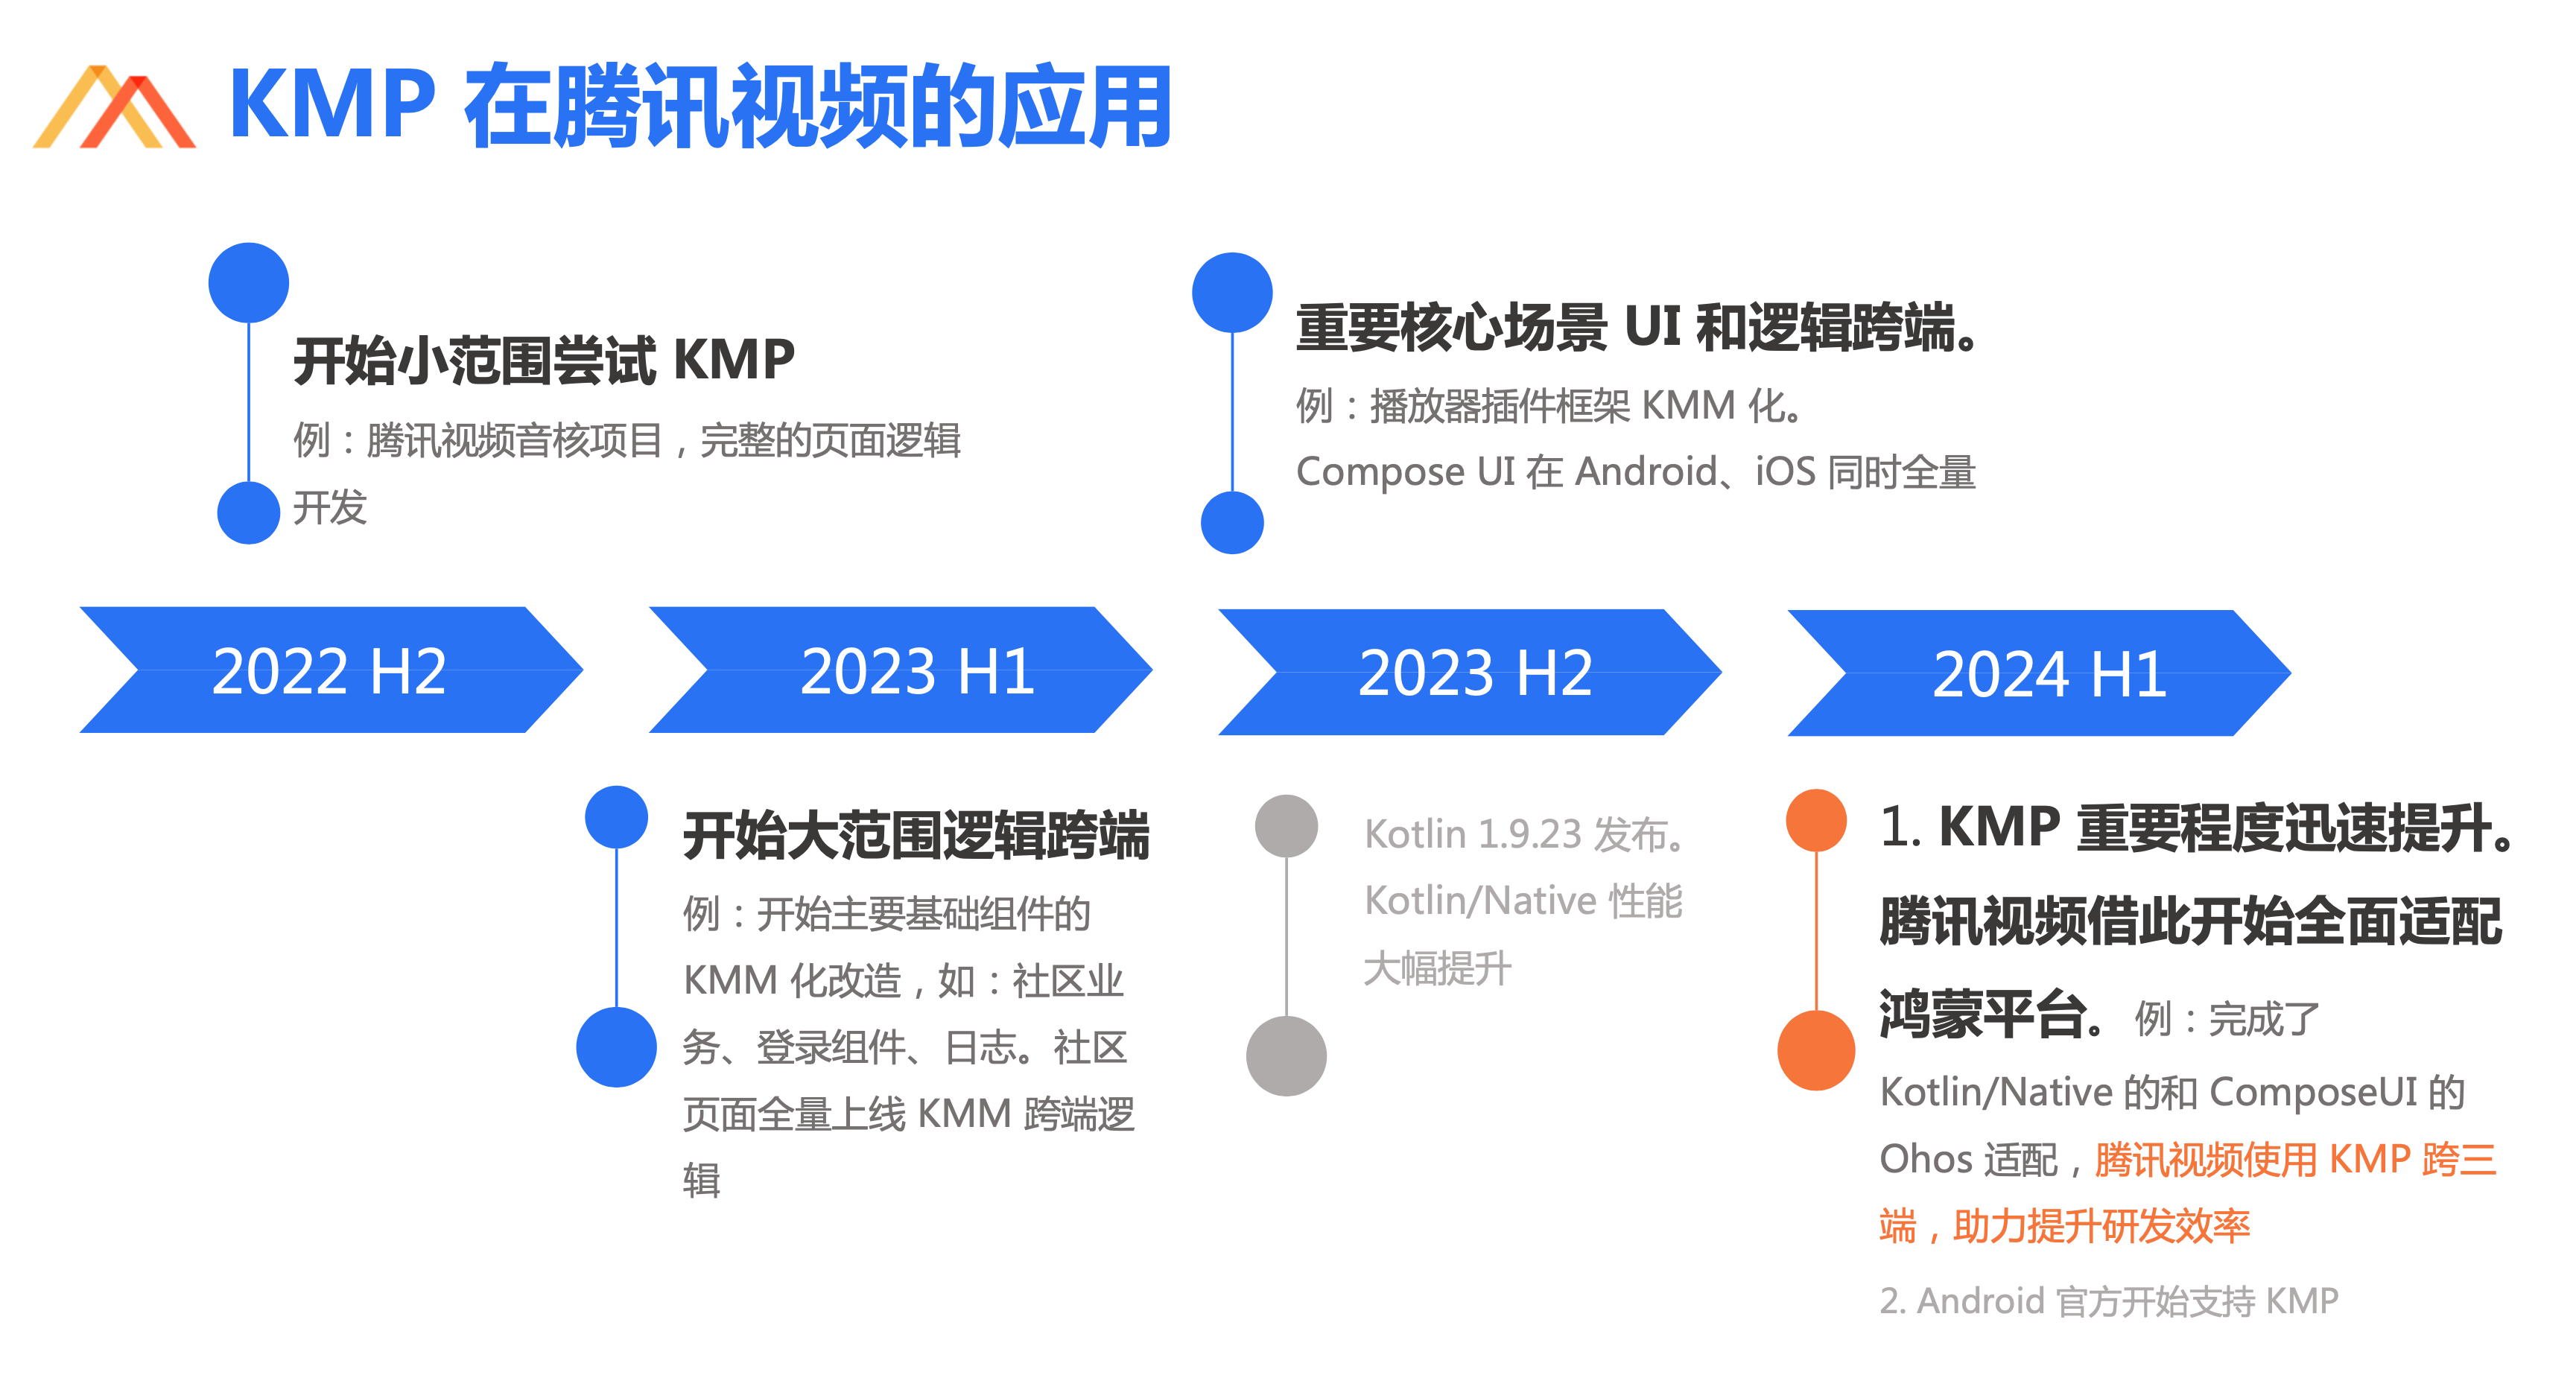 KMP 在腾讯视频的应用
开始小范围尝试 KMP
例：腾讯视频音核项目，完整的页面逻辑
开发
重要核心场景 UI 和逻辑跨端。
例：播放器插件框架 KMM 化。
Compose UI 在 Android、iOS 同时全量
2022 H2
2023 H1
2023 H2
2024 H1
开始大范围逻辑跨端
例：开始主要基础组件的
KMM 化改造，如：社区业
务、登录组件、日志。社区
页面全量上线 KMM 跨端逻
辑
Kotlin 1.9.23 发布。
Kotlin/Native 性能
大幅提升
1. KMP 重要程度迅速提升。
腾讯视频借此开始全面适配
鸿蒙平台。例：完成了
Kotlin/Native 的和 ComposeUI 的
Ohos 适配，腾讯视频使用 KMP 跨三
端，助力提升研发效率
2. Android 官方开始支持 KMP